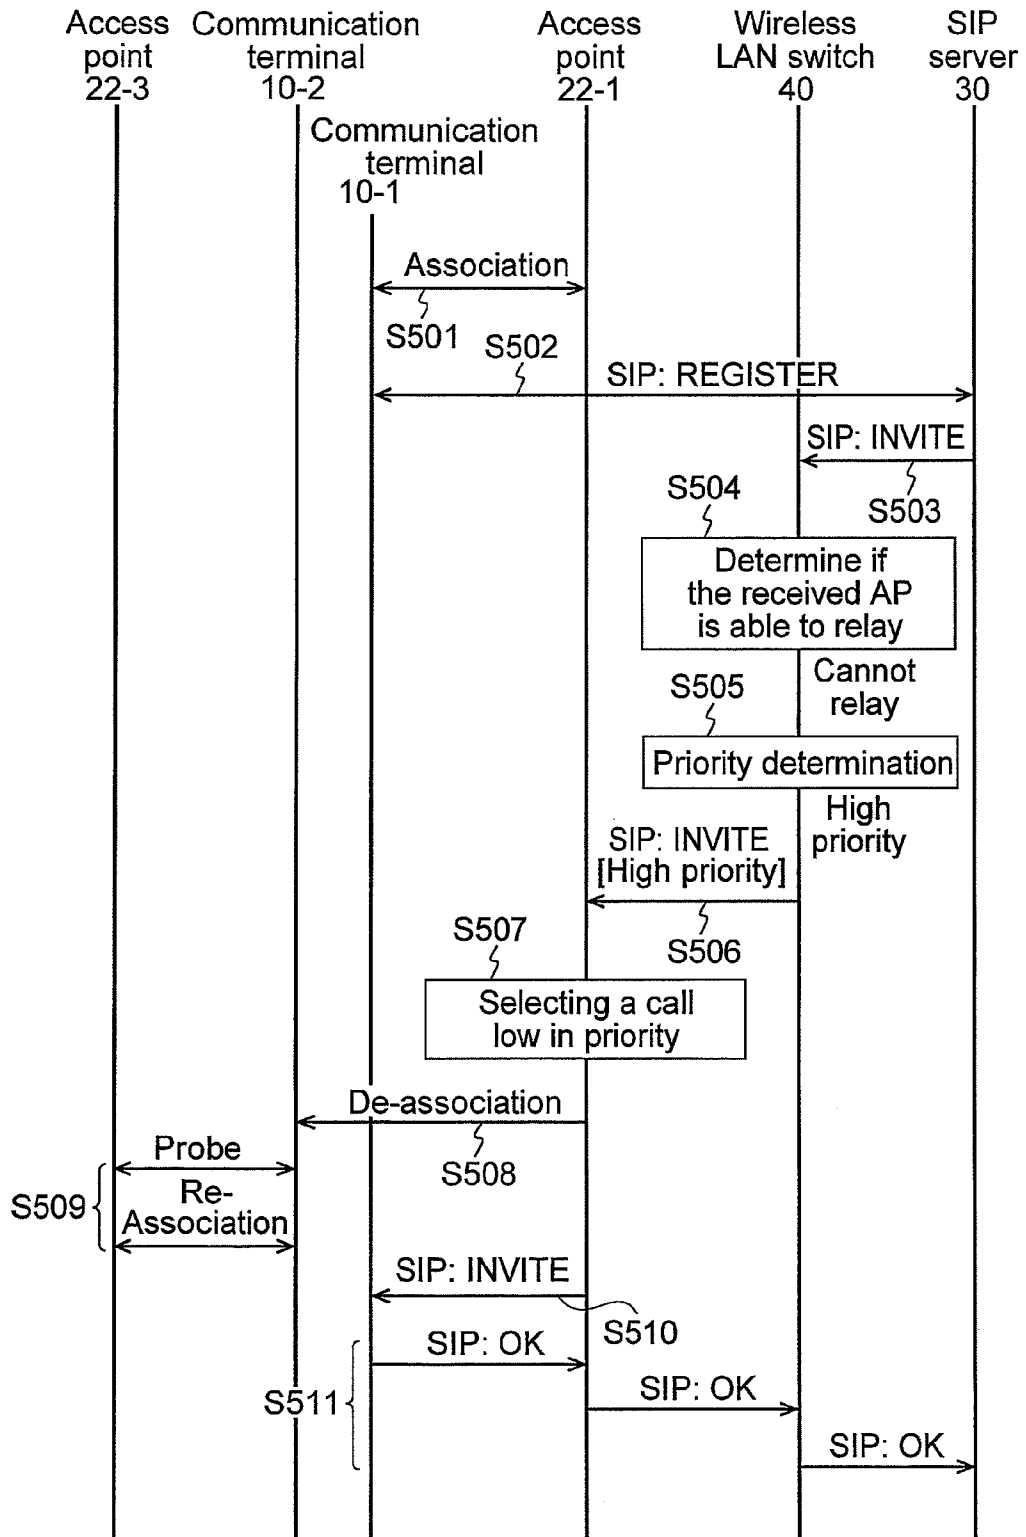 Access
point
22-3
Communication
terminal
10-2
Access
point
22-1
Wireless
LAN switch
40
SIP
server
30
Communication
terminal
10-1
Association
S501
S502
SIP: REGISTER
SIP: INVITE
S503
S504
Determine if
the received AP
is able to relay
Cannot
relay
S505
Priority determination
High
priority
SIP: INVITE
[High priority]
S506
S507
Selecting a call
low in priority
De-association
S508
Probe
S509
Re-
Association
SIP: INVITE
S510
SIP: OK
S511
SIP: OK
SIP: OK